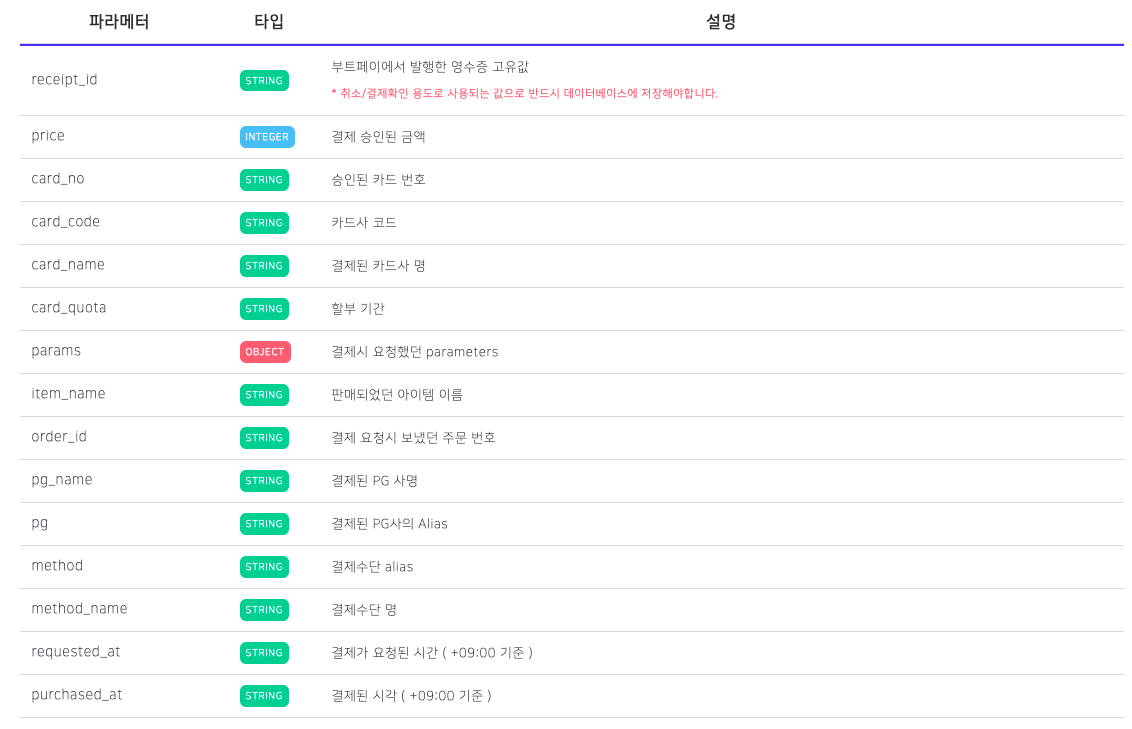 파라메터 타입 설명
receipt_id STRING 부트페이에서 발행한 영수증 고유값
* 취소/결제확인 용도로 사용되는 값으로 반드시 데이터베이스에 저장해야합니다.
price INTEGER 결제 승인된 금액
card_no STRING 승인된 카드 번호
card_code STRING 카드사 코드
card_name STRING 결제된 카드사 명
card_quota STRING 할부 기간
params OBJECT 결제시 요청했던 parameters
item_name STRING 판매되었던 아이템 이름
order_id STRING 결제 요청시 보냈던 주문 번호
pg_name STRING 결제된 PG 사명
pg STRING 결제된 PG사의 Alias
method STRING 결제수단 alias
method_name STRING 결제수단 명
requested_at STRING 결제가 요청된 시간 ( +09:00 기준 )
purchased_at STRING 결제된 시각 ( +09:00 기준 )